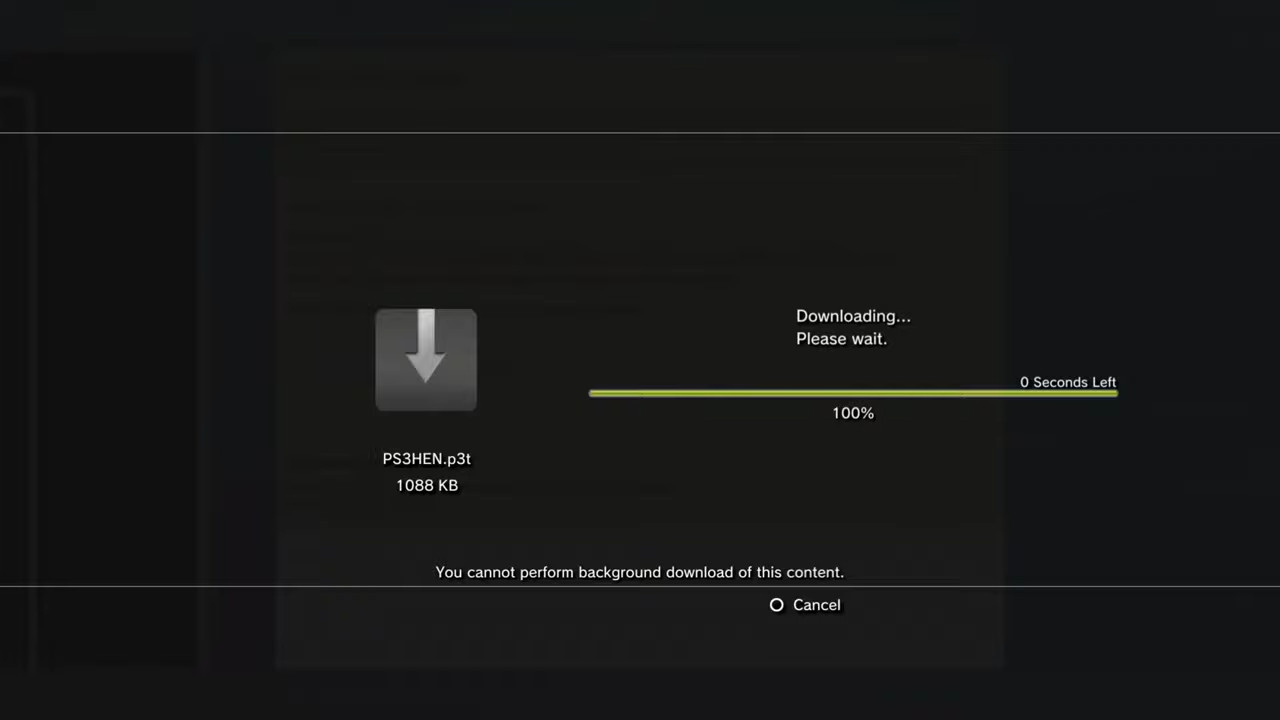 Downloading...
Please wait.
0 Seconds Left
100%
PS3HEN.p3t
1088 KB
You cannot perform background download of this content.
Cancel